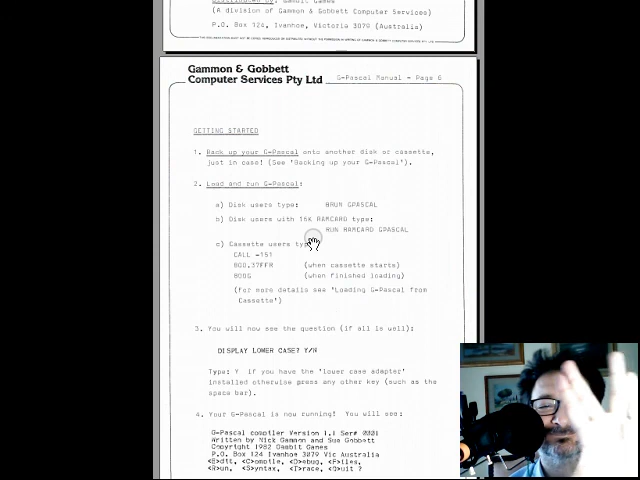 (A division of Gammon & Gobbett Computer Services)
P.O. Box 124, Ivanhoe, Victoria 3079 (Australia)
Gammon & Gobbett
Computer Services Pty Ltd
G-Pascal Manual - Page 6
GETTING STARTED
1. Back up your G-Pascal onto another disk or cassette,
just in case! (See 'Backing up your G-Pascal').
2. Load and run G-Pascal:
a) Disk users type: BRUN GPASCAL
b) Disk users with 16K RAMCARD type:
RUN RAMCARD GPASCAL
c) Cassette users
CALL -151
800.37FFR (when cassette starts)
800G (when finished loading)
(For more details see 'Loading G-Pascal from
Cassette')
3. You will now see the question (if all is well):
DISPLAY LOWER CASE? Y/N
Type: Y if you have the 'lower case adapter'
installed otherwise press any other key (such as the
space bar).
4. Your G-Pascal is now running! You will see:
G-Pascal compiler Version 1.1 Ser# 0001
Written by Nick Gammon and Sue Gobbett
Copyright 1982 Gambit Games
P.O. Box 124 Ivanhoe 3079 Vic Australia
<E>dit, <C>ompile, <D>ebug, <F>iles,
<R>un, <S>yntax, <T>race, <Q>uit ?